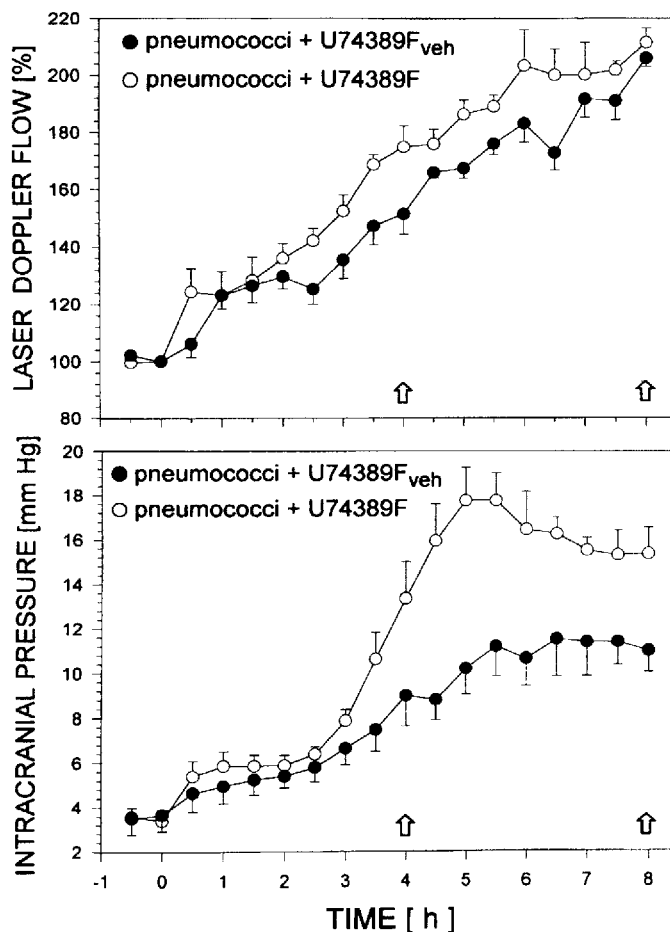 LASER DOPPLER FLOW [%]
220
200
180
160
140
120
100
80
pneumococci + U74389Fveh
pneumococci + U74389F
INTRACRANIAL PRESSURE [mm Hg]
20
18
16
14
12
10
8
6
4
2
pneumococci + U74389Fveh
pneumococci + U74389F
-1 0 1 2 3 4 5 6 7 8
TIME [ h ]